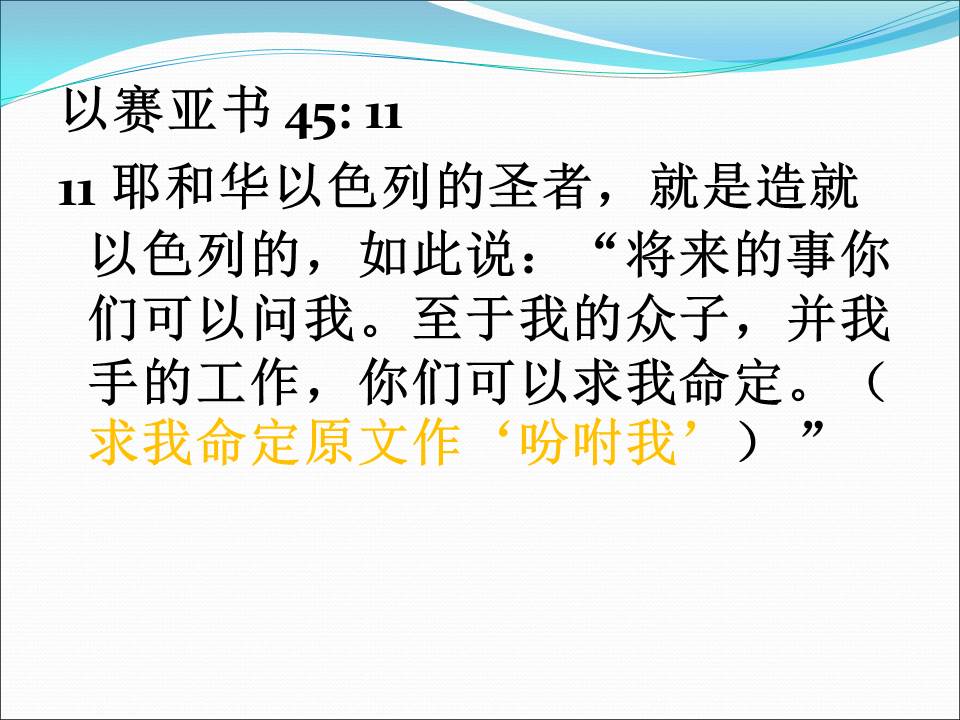 以赛亚书 45: 11
11 耶和华以色列的圣者，就是造就
以色列的，如此说：“将来的事你
们可以问我。至于我的众子，并我
手的工作，你们可以求我命定。（
求我命定原文作‘吩咐我’）”